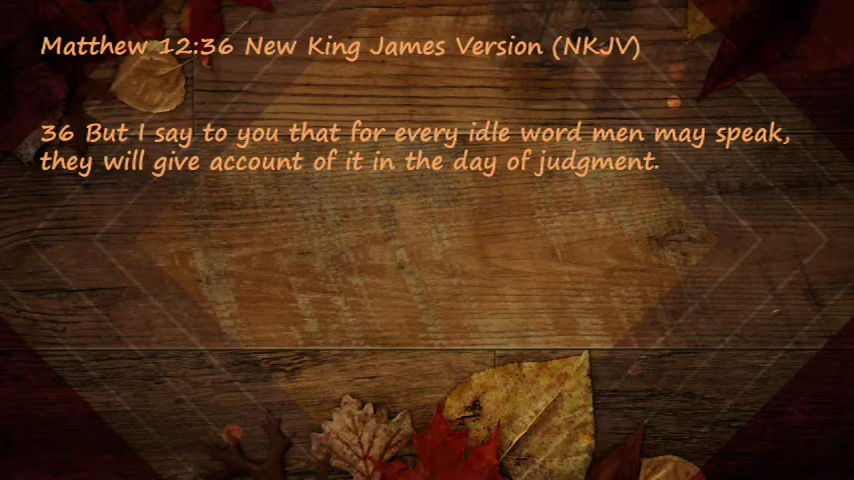 Matthew 12:36 New King James Version (NKJV)
36 But I say to you that for every idle word men may speak,
they will give account of it in the day of judgment.